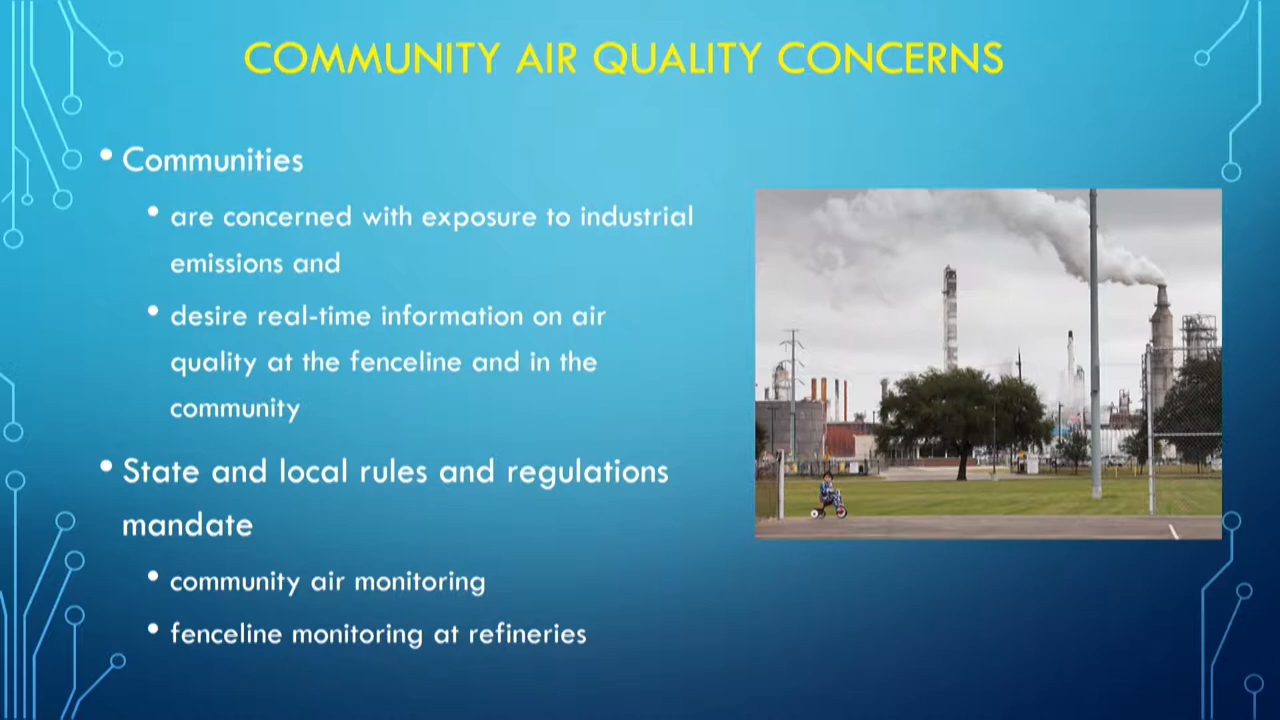 COMMUNITY AIR QUALITY CONCERNS
• Communities
• are concerned with exposure to industrial
emissions and
• desire real-time information on air
quality at the fenceline and in the
community
• State and local rules and regulations
mandate
• community air monitoring
• fenceline monitoring at refineries